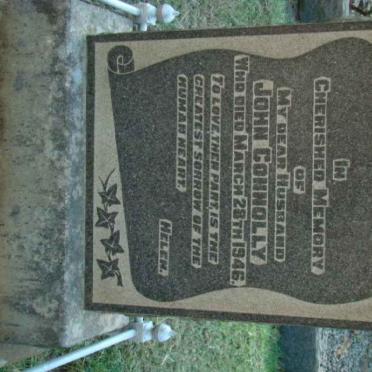 IN
CHERISHED MEMORY
OF
MY DEAR HUSBAND
JOHN CONNOLLY
WHO DIED MARCH 28TH 1946.
TO LOVE, THEN PART IS THE
GREATEST SORROW OF THE
HUMAN HEART.
HELEN.